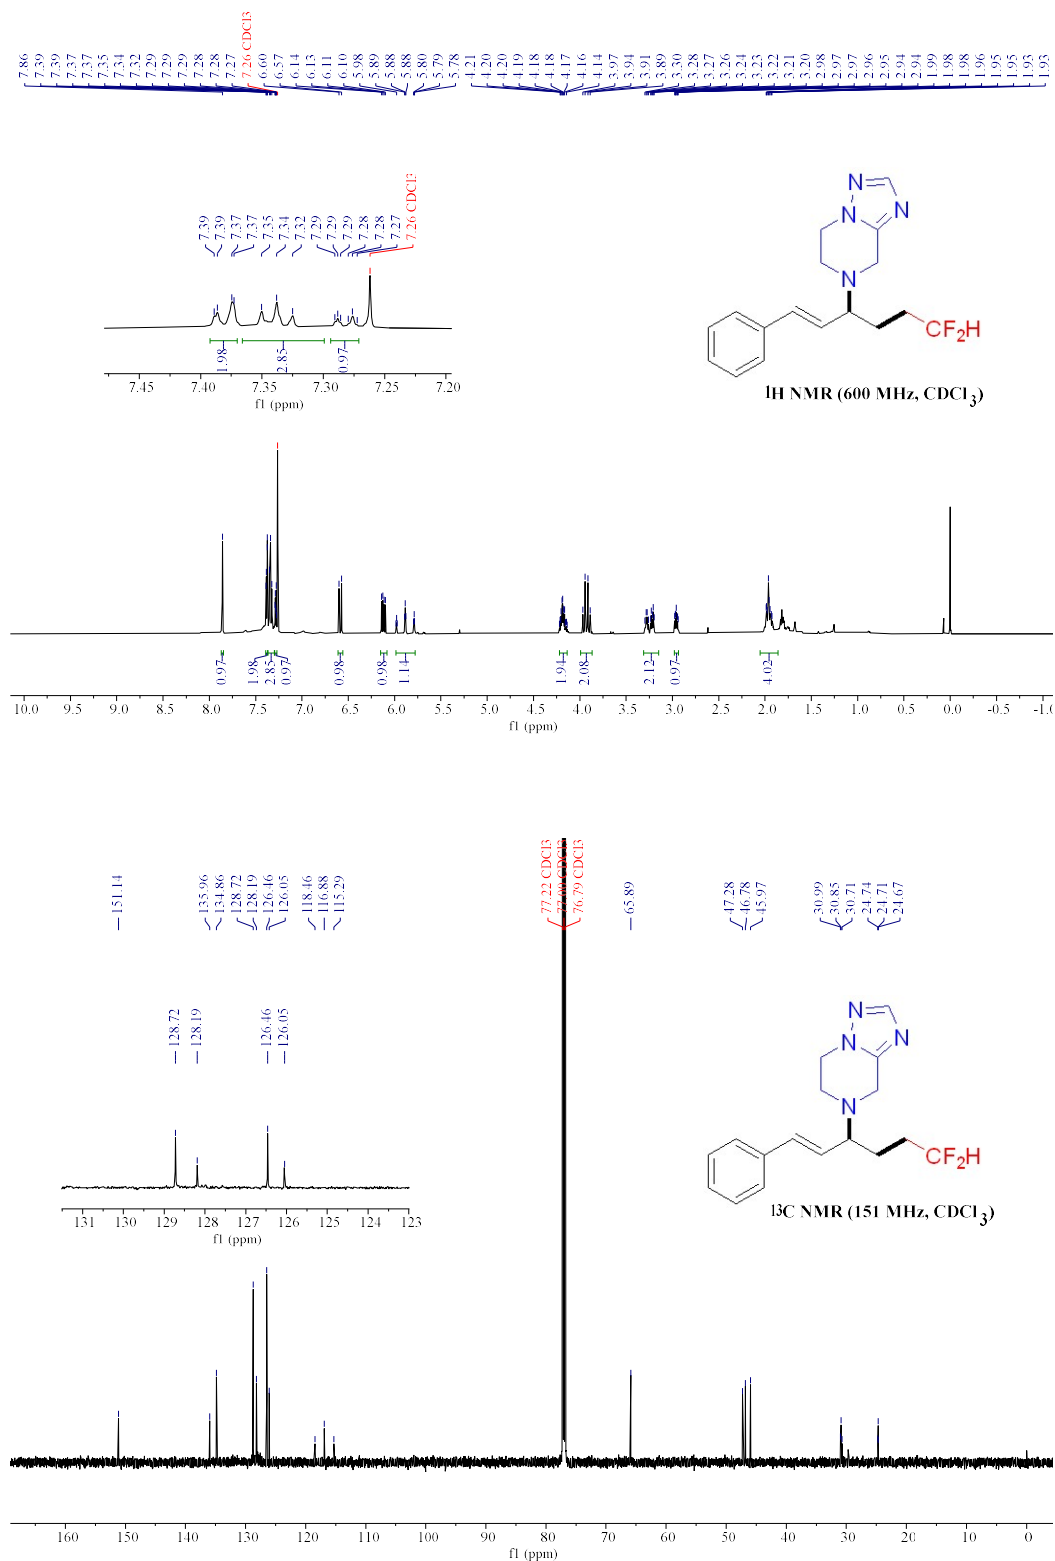 7.86 7.39 7.39 7.37 7.37 7.35 7.34 7.32 7.29 7.29 7.29 7.28 7.28 7.27 7.26 CDCl3 6.60 6.57 6.14 6.13 6.11 6.10 5.98 5.89 5.88 5.88 5.80 5.79 5.78 4.21 4.20 4.20 4.19 4.18 4.18 4.17 4.16 4.14 3.97 3.94 3.91 3.89 3.30 3.28 3.27 3.26 3.24 3.23 3.22 3.21 3.20 2.98 2.97 2.97 2.96 2.95 2.94 2.94 1.99 1.98 1.98 1.96 1.95 1.95 1.93 1.93
7.39 7.39 7.37 7.37 7.35 7.34 7.32 7.29 7.29 7.29 7.28 7.28 7.27 7.26 CDCl3
1.98 2.85 0.97
7.45 7.40 7.35 7.30 7.25 7.20
f1 (ppm)
N
N N
N
CF2H
1H NMR (600 MHz, CDCl3)
0.97 1.98 2.85 0.97 0.98 0.98 1.14 1.94 2.08 2.12 0.97 4.02
10.0 9.5 9.0 8.5 8.0 7.5 7.0 6.5 6.0 5.5 5.0 4.5 4.0 3.5 3.0 2.5 2.0 1.5 1.0 0.5 0.0 -0.5 -1.0
f1 (ppm)
151.14 135.96 134.86 128.72 128.19 126.46 126.05 118.46 116.88 115.29 77.22 CDCl3 77.00 CDCl3 76.79 CDCl3 65.89 47.28 46.78 45.97 30.99 30.85 30.71 24.74 24.71 24.67
128.72 128.19 126.46 126.05
131 130 129 128 127 126 125 124 123
f1 (ppm)
N
N N
N
CF2H
13C NMR (151 MHz, CDCl3)
160 150 140 130 120 110 100 90 80 70 60 50 40 30 20 10 0
f1 (ppm)